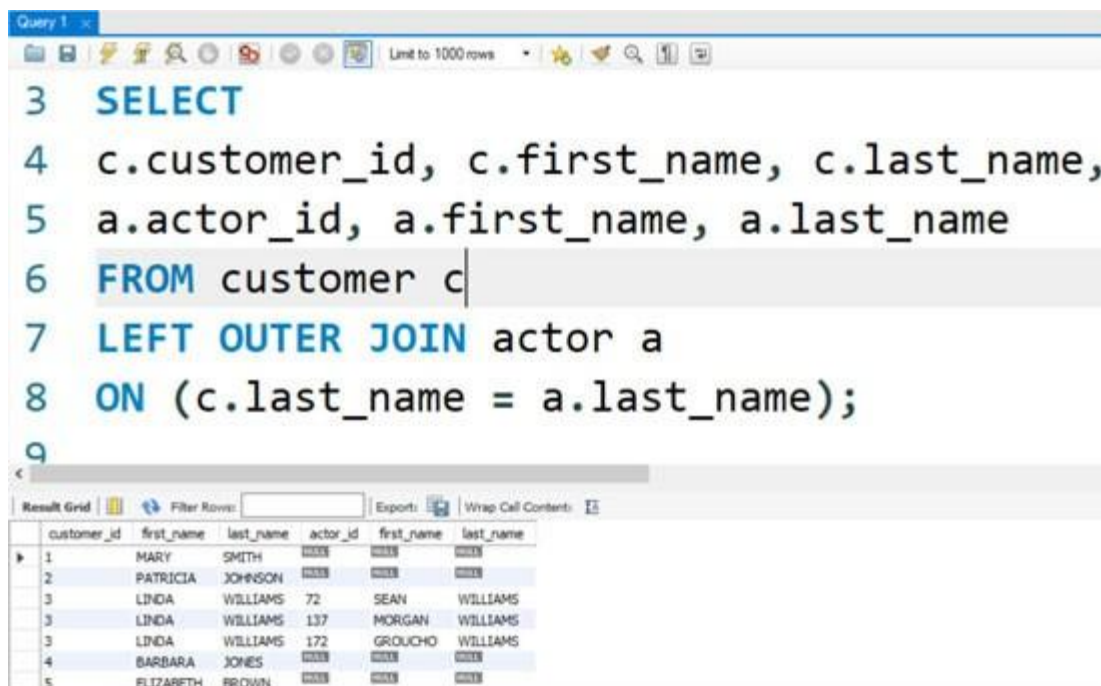 Query 1
Limit to 1000 rows
3 SELECT
4 c.customer_id, c.first_name, c.last_name,
5 a.actor_id, a.first_name, a.last_name
6 FROM customer c
7 LEFT OUTER JOIN actor a
8 ON (c.last_name = a.last_name);
9
Result Grid Filter Rows: Export: Wrap Cell Content:
customer_id first_name last_name actor_id first_name last_name
1 MARY SMITH NULL NULL NULL
2 PATRICIA JOHNSON NULL NULL NULL
3 LINDA WILLIAMS 72 SEAN WILLIAMS
3 LINDA WILLIAMS 137 MORGAN WILLIAMS
3 LINDA WILLIAMS 172 GROUCHO WILLIAMS
4 BARBARA JONES NULL NULL NULL
5 ELIZABETH BROWN NULL NULL NULL